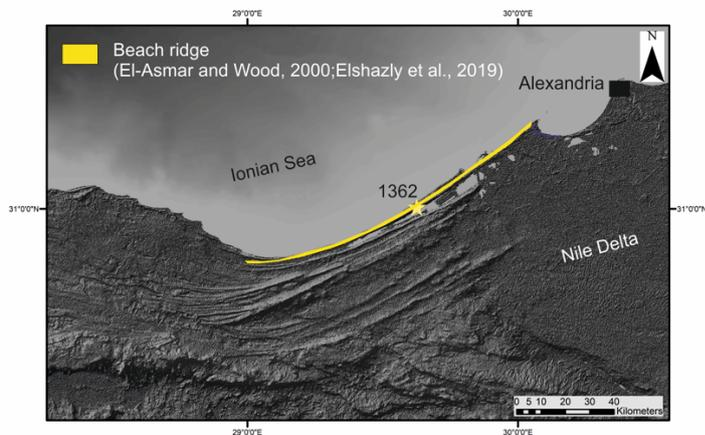 29°0'0"E
30°0'0"E
Beach ridge
(El-Asmar and Wood, 2000;Elshazly et al., 2019)
N
Alexandria
Ionian Sea
1362
31°0'0"N
31°0'0"N
Nile Delta
0 5 10 20 30 40
Kilometers
29°0'0"E
30°0'0"E